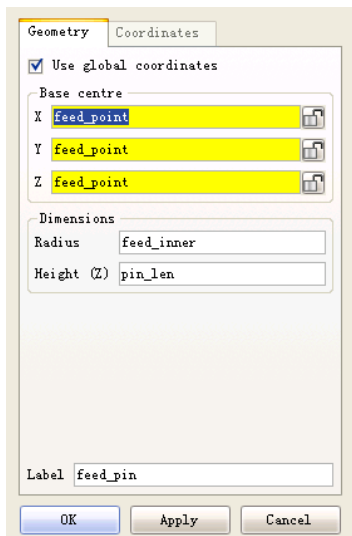 Geometry Coordinates
Use global coordinates
Base centre
X feed_point
Y feed_point
Z feed_point
Dimensions
Radius feed_inner
Height (Z) pin_len
Label feed_pin
OK Apply Cancel